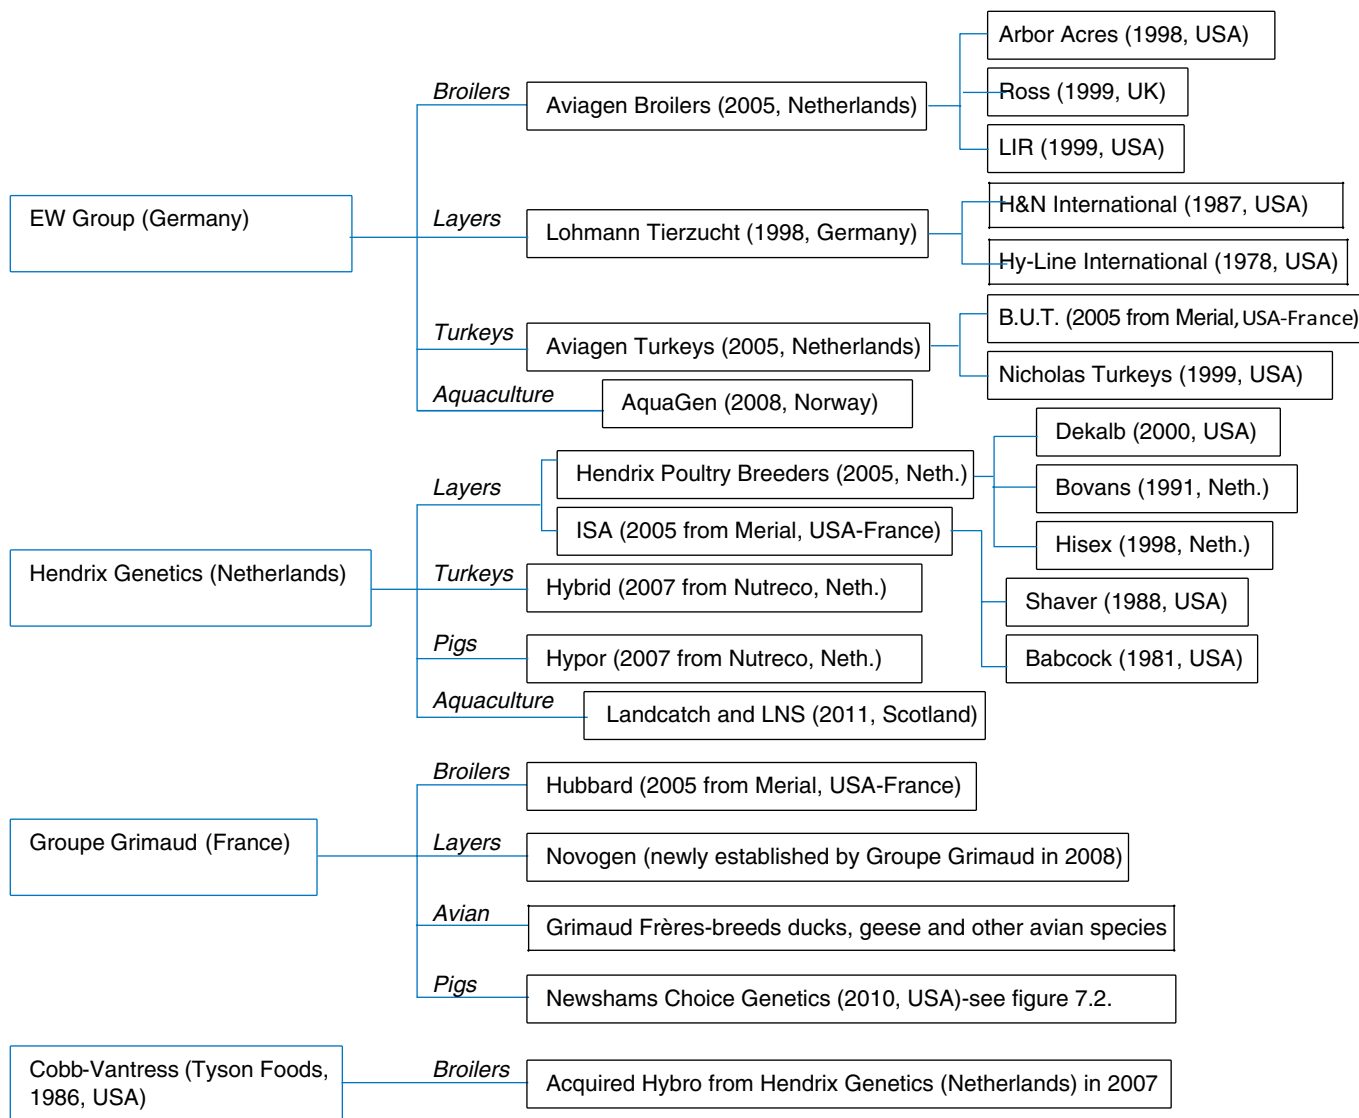 Arbor Acres (1998, USA)
Broilers
Aviagen Broilers (2005, Netherlands)
Ross (1999, UK)
LIR (1999, USA)
EW Group (Germany)
Layers
Lohmann Tierzucht (1998, Germany)
H&N International (1987, USA)
Hy-Line International (1978, USA)
Turkeys
Aviagen Turkeys (2005, Netherlands)
B.U.T. (2005 from Merial, USA-France)
Nicholas Turkeys (1999, USA)
Aquaculture
AquaGen (2008, Norway)
Hendrix Genetics (Netherlands)
Layers
Hendrix Poultry Breeders (2005, Neth.)
Dekalb (2000, USA)
Bovans (1991, Neth.)
Hisex (1998, Neth.)
ISA (2005 from Merial, USA-France)
Shaver (1988, USA)
Babcock (1981, USA)
Turkeys
Hybrid (2007 from Nutreco, Neth.)
Pigs
Hypor (2007 from Nutreco, Neth.)
Aquaculture
Landcatch and LNS (2011, Scotland)
Groupe Grimaud (France)
Broilers
Hubbard (2005 from Merial, USA-France)
Layers
Novogen (newly established by Groupe Grimaud in 2008)
Avian
Grimaud Frères-breeds ducks, geese and other avian species
Pigs
Newshams Choice Genetics (2010, USA)-see figure 7.2.
Cobb-Vantress (Tyson Foods,
1986, USA)
Broilers
Acquired Hybro from Hendrix Genetics (Netherlands) in 2007